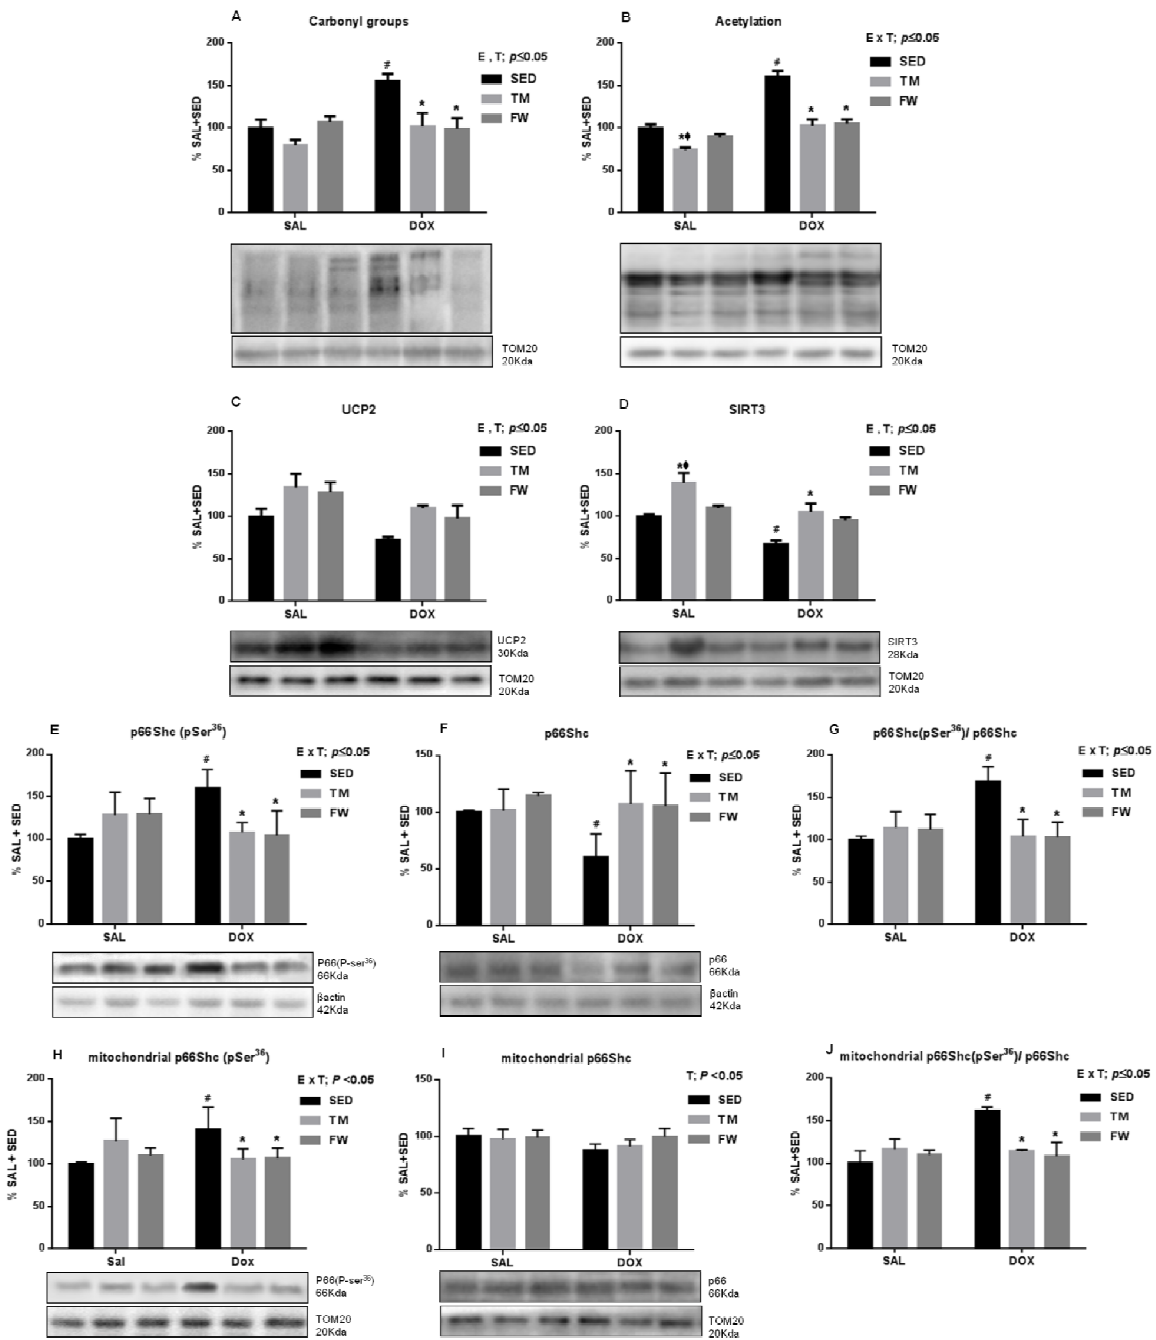 A
Carbonyl groups
E , T; p≤0.05
SED
TM
FW
% SAL+SED
200
150
100
50
0
#
*
*
SAL
DOX
TOM20
20Kda
B
Acetylation
E x T; p≤0.05
SED
TM
FW
% SAL+SED
200
150
100
50
0
*ϕ
#
*
*
SAL
DOX
TOM20
20Kda
C
UCP2
E , T; p≤0.05
SED
TM
FW
% SAL+SED
200
150
100
50
0
SAL
DOX
UCP2
30Kda
TOM20
20Kda
D
SIRT3
E , T; p≤0.05
SED
TM
FW
% SAL+SED
200
150
100
50
0
*ϕ
#
*
SAL
DOX
SIRT3
28Kda
TOM20
20Kda
E
p66Shc (pSer³⁶)
E x T; p≤0.05
SED
TM
FW
% SAL + SED
200
150
100
50
0
#
*
*
SAL
DOX
P66(P-ser³⁶)
66Kda
βactin
42Kda
F
p66Shc
E x T; p≤0.05
SED
TM
FW
% SAL + SED
150
100
50
0
#
*
*
SAL
DOX
p66
66Kda
βactin
42Kda
G
p66Shc(pSer³⁶)/ p66Shc
E x T; p≤0.05
SED
TM
FW
% SAL + SED
200
150
100
50
0
#
*
*
SAL
DOX
H
mitochondrial p66Shc (pSer³⁶)
E x T; P <0.05
SED
TM
FW
% SAL + SED
200
150
100
50
0
#
*
*
Sal
Dox
P66(P-ser³⁶)
66Kda
TOM20
20Kda
I
mitochondrial p66Shc
T; P <0.05
SED
TM
FW
% SAL+SED
150
100
50
0
SAL
DOX
p66
66Kda
TOM20
20Kda
J
mitochondrial p66Shc(pSer³⁶)/ p66Shc
E x T; p≤0.05
SED
TM
FW
% SAL+SED
200
150
100
50
0
#
*
*
SAL
DOX